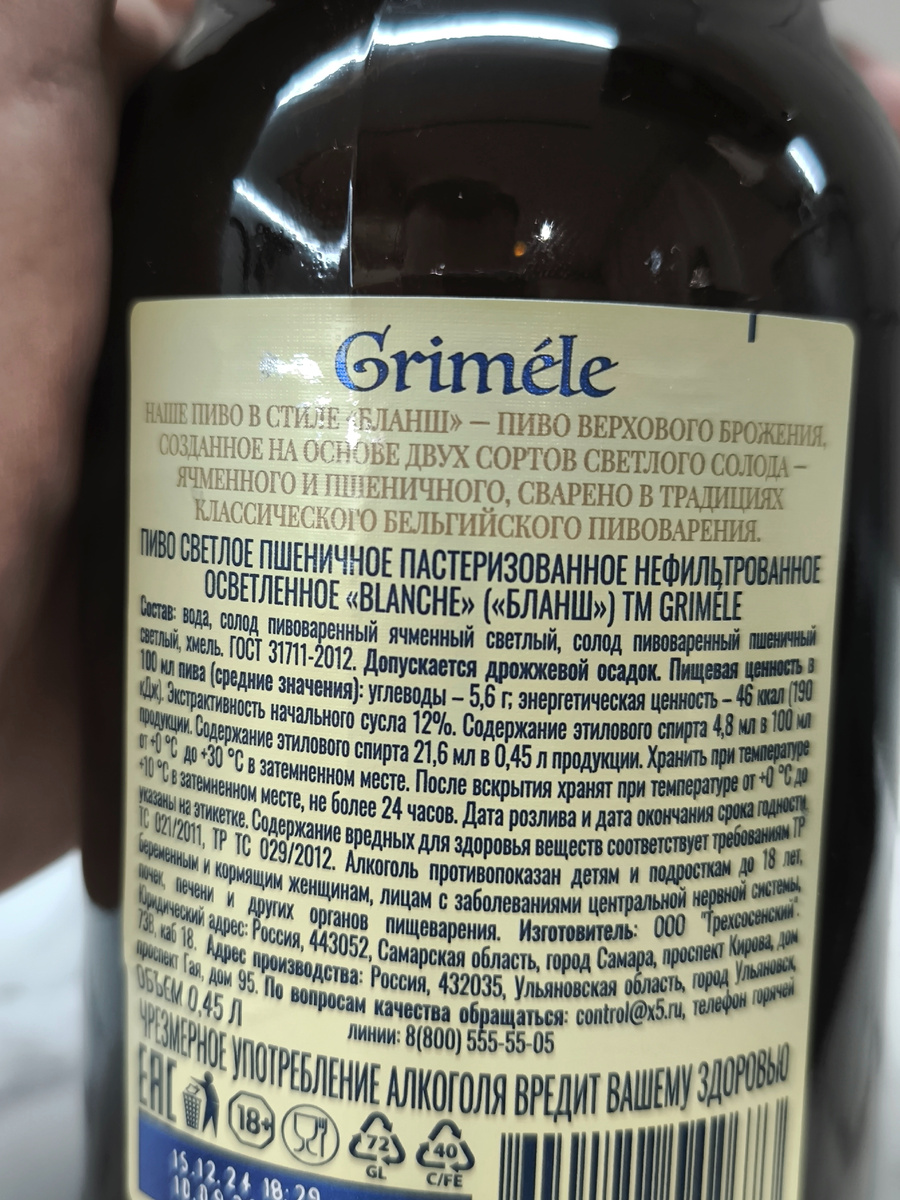 Griméle
НАШЕ ПИВО В СТИЛЕ «БЛАНШ» – ПИВО ВЕРХОВОГО БРОЖЕНИЯ,
СОЗДАННОЕ НА ОСНОВЕ ДВУХ СОРТОВ СВЕТЛОГО СОЛОДА –
ЯЧМЕННОГО И ПШЕНИЧНОГО, СВАРЕНО В ТРАДИЦИЯХ
КЛАССИЧЕСКОГО БЕЛЬГИЙСКОГО ПИВОВАРЕНИЯ.
ПИВО СВЕТЛОЕ ПШЕНИЧНОЕ ПАСТЕРИЗОВАННОЕ НЕФИЛЬТРОВАННОЕ
ОСВЕТЛЕННОЕ «BLANCHE» («БЛАНШ») ТМ GRIMÉLE
Состав: вода, солод пивоваренный ячменный светлый, солод пивоваренный пшеничный
светлый, хмель. ГОСТ 31711-2012. Допускается дрожжевой осадок. Пищевая ценность в
100 мл пива (средние значения): углеводы – 5,6 г; энергетическая ценность – 46 ккал (190
кДж). Экстрактивность начального сусла 12%. Содержание этилового спирта 4,8 мл в 100 мл
продукции. Содержание этилового спирта 21,6 мл в 0,45 л продукции. Хранить при температуре
от +0 °С до +30 °С в затемненном месте. После вскрытия хранят при температуре от +0 °С до
+10 °С в затемненном месте, не более 24 часов. Дата розлива и дата окончания срока годности
указаны на этикетке. Содержание вредных для здоровья веществ соответствует требованиям ТР
ТС 021/2011, ТР ТС 029/2012. Алкоголь противопоказан детям и подросткам до 18 лет,
беременным и кормящим женщинам, лицам с заболеваниями центральной нервной системы,
почек, печени и других органов пищеварения. Изготовитель: ООО "Трехсосенский".
Юридический адрес: Россия, 443052, Самарская область, город Самара, проспект Кирова, дом
73В, каб 18. Адрес производства: Россия, 432035, Ульяновская область, город Ульяновск,
проспект Гая, дом 95. По вопросам качества обращаться: control@x5.ru, телефон горячей
линии: 8(800) 555-55-05
ОБЪЕМ 0,45 Л
ЧРЕЗМЕРНОЕ УПОТРЕБЛЕНИЕ АЛКОГОЛЯ ВРЕДИТ ВАШЕМУ ЗДОРОВЬЮ
EAC 18+ 72 40
GL C/FE
15.12.24 18:29